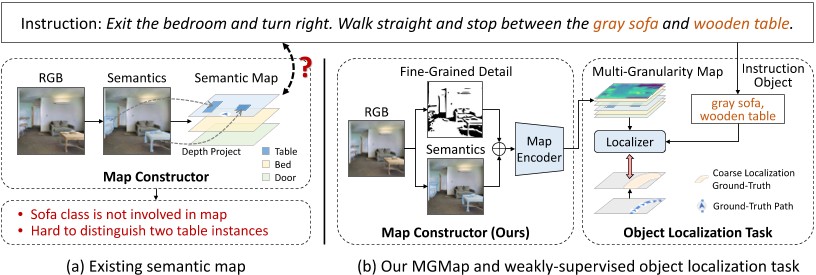 Instruction: Exit the bedroom and turn right. Walk straight and stop between the gray sofa and wooden table.
RGB
Semantics
Semantic Map
?
Depth Project
Table
Bed
Door
Map Constructor
• Sofa class is not involved in map
• Hard to distinguish two table instances
(a) Existing semantic map
Fine-Grained Detail
RGB
Semantics
Map
Encoder
Map Constructor (Ours)
Multi-Granularity Map
Instruction
Object
gray sofa,
wooden table
Localizer
Coarse Localization
Ground-Truth
Ground-Truth Path
Object Localization Task
(b) Our MGMap and weakly-supervised object localization task